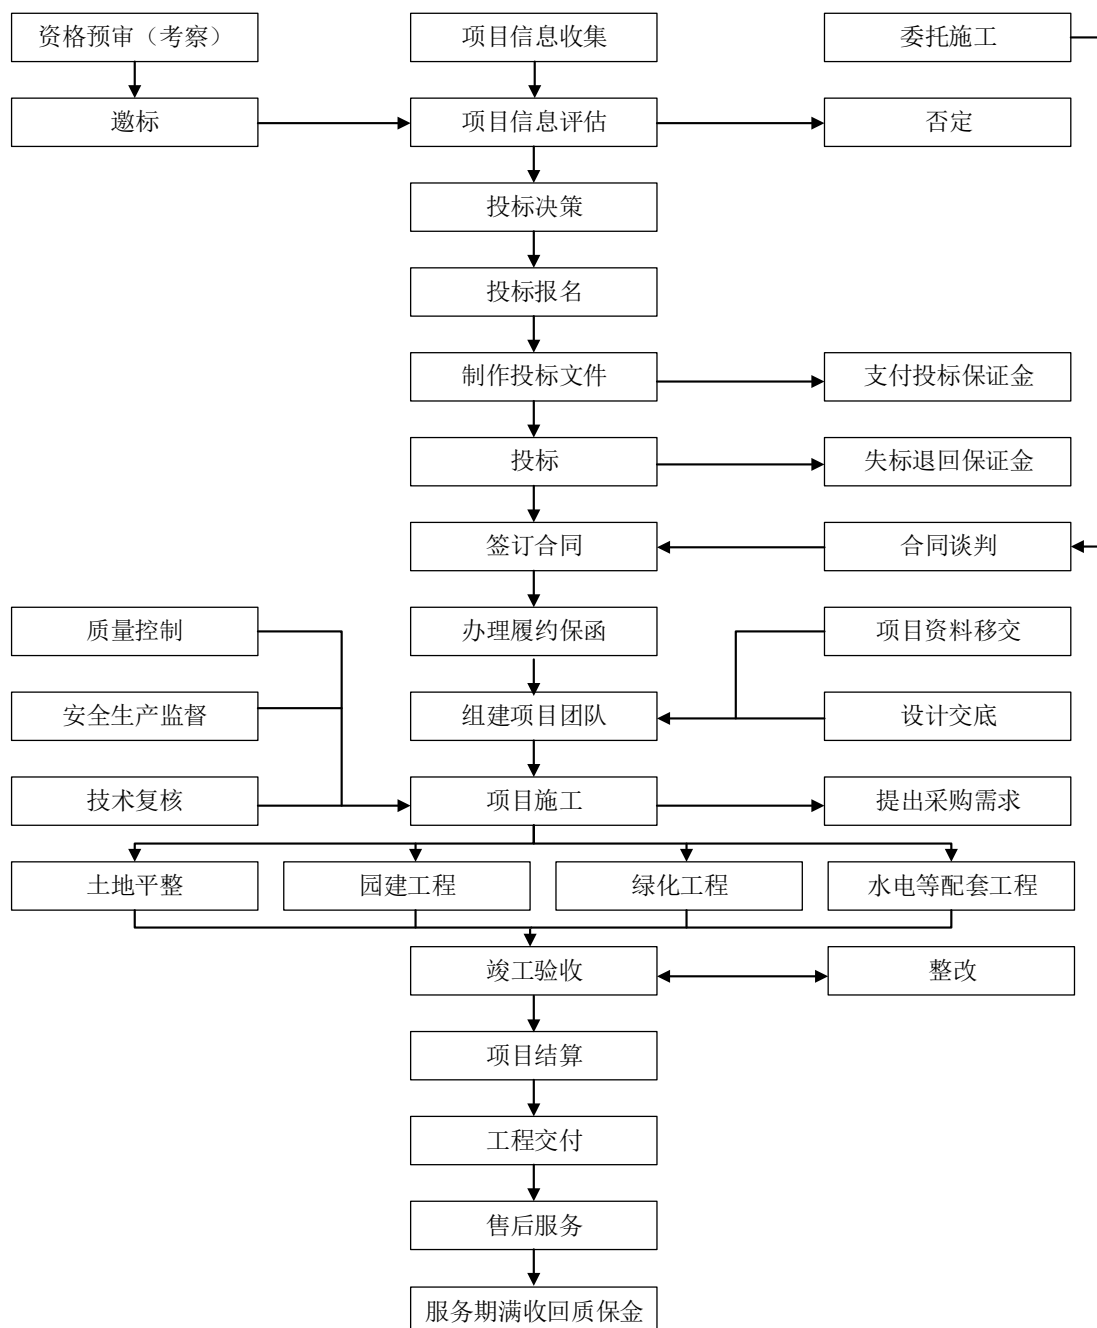 资格预审（考察）
项目信息收集
委托施工
邀标
项目信息评估
否定
投标决策
投标报名
制作投标文件
支付投标保证金
投标
失标退回保证金
签订合同
合同谈判
质量控制
办理履约保函
项目资料移交
安全生产监督
组建项目团队
设计交底
技术复核
项目施工
提出采购需求
土地平整
园建工程
绿化工程
水电等配套工程
竣工验收
整改
项目结算
工程交付
售后服务
服务期满收回质保金